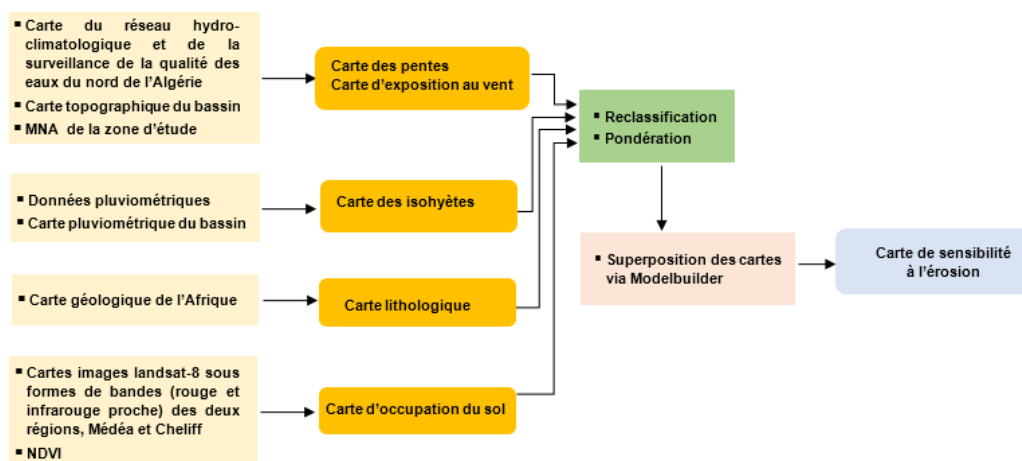 ▪ Carte du réseau hydro-
climatologique et de la
surveillance de la qualité des
eaux du nord de l'Algérie
▪ Carte topographique du bassin
▪ MNA de la zone d'étude
Carte des pentes
Carte d'exposition au vent
▪ Reclassification
▪ Pondération
▪ Données pluviométriques
▪ Carte pluviométrique du bassin
Carte des isohyètes
▪ Superposition des cartes
via Modelbuilder
Carte de sensibilité
à l'érosion
▪ Carte géologique de l'Afrique
Carte lithologique
▪ Cartes images landsat-8 sous
formes de bandes (rouge et
infrarouge proche) des deux
régions, Médéa et Cheliff
▪ NDVI
Carte d'occupation du sol